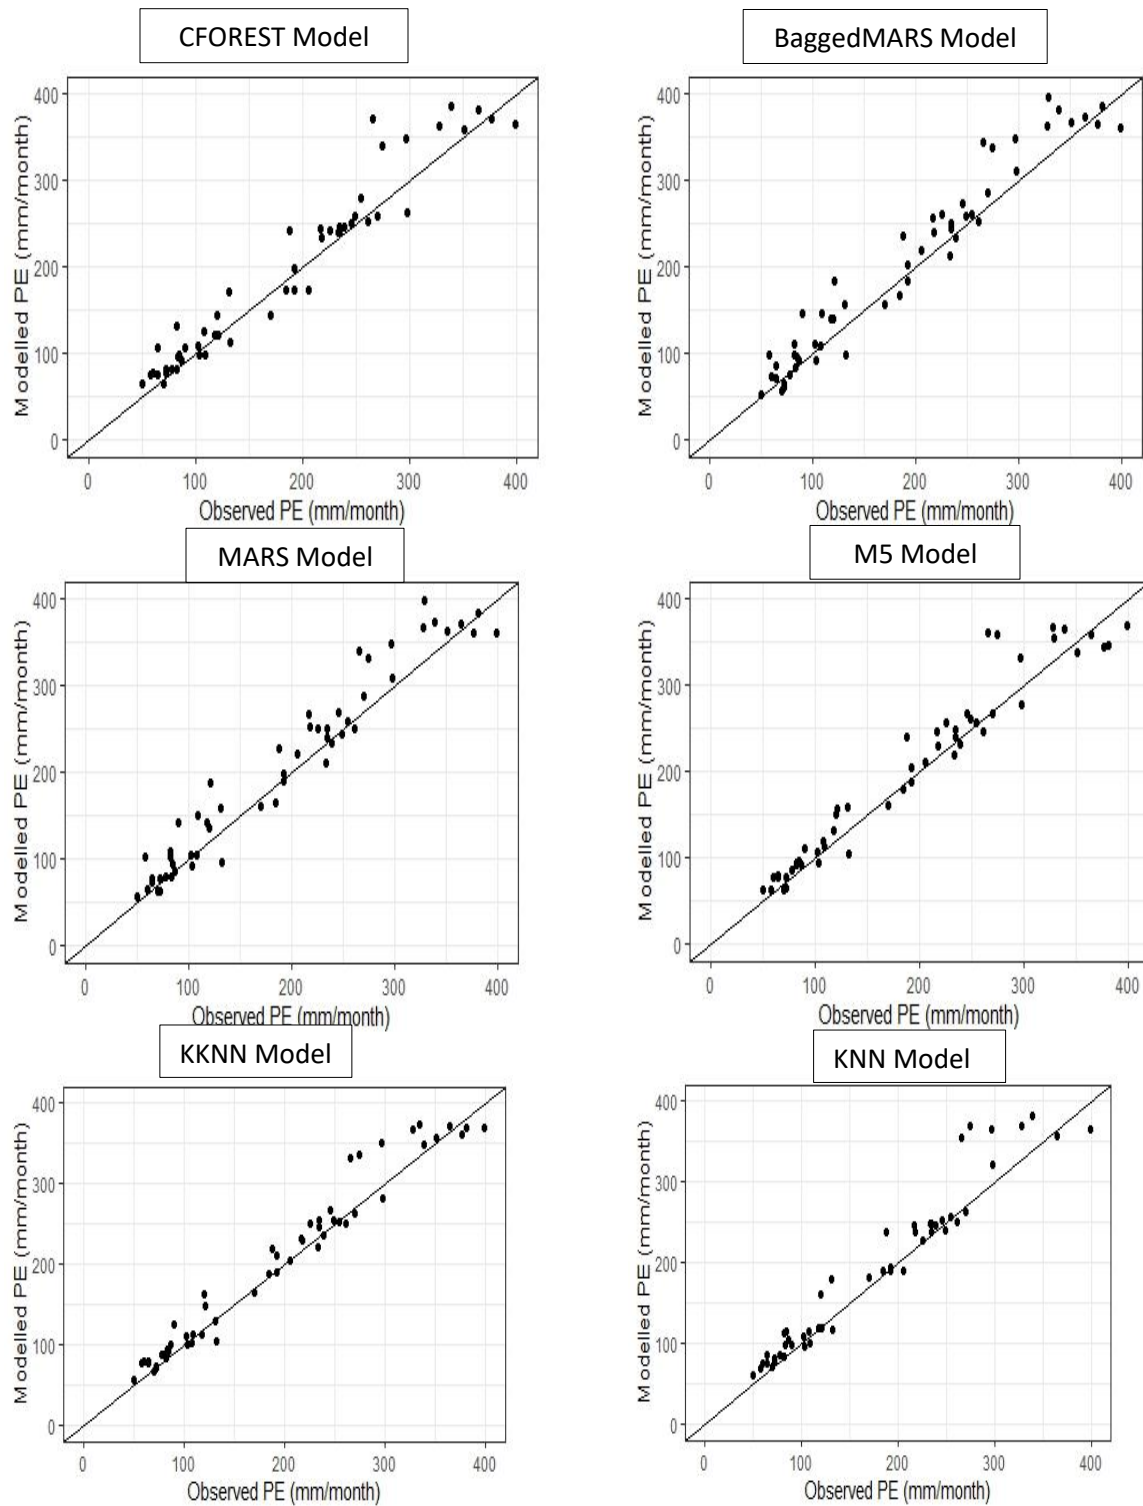 CFOREST Model
BaggedMARS Model
Modelled PE (mm/month)
400
300
200
100
0
0 100 200 300 400
Observed PE (mm/month)
Modelled PE (mm/month)
400
300
200
100
0
0 100 200 300 400
Observed PE (mm/month)
MARS Model
M5 Model
Modelled PE (mm/month)
400
300
200
100
0
0 100 200 300 400
Observed PE (mm/month)
Modelled PE (mm/month)
400
300
200
100
0
0 100 200 300 400
Observed PE (mm/month)
KKNN Model
KNN Model
Modelled PE (mm/month)
400
300
200
100
0
0 100 200 300 400
Observed PE (mm/month)
Modelled PE (mm/month)
400
300
200
100
0
0 100 200 300 400
Observed PE (mm/month)